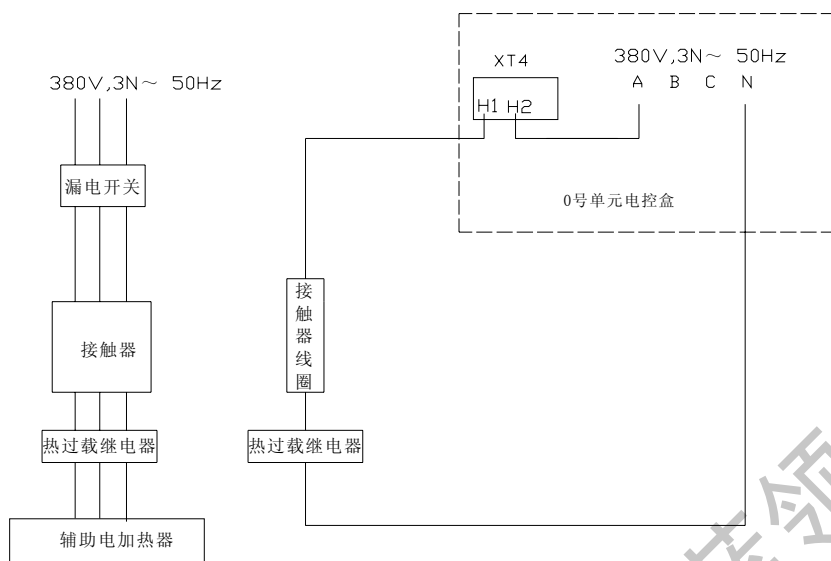 380V,3N～ 50Hz
漏电开关
接触器
热过载继电器
辅助电加热器
XT4
H1 H2
380V,3N～ 50Hz
A B C N
0号单元电控盒
接
触
器
线
圈
热过载继电器